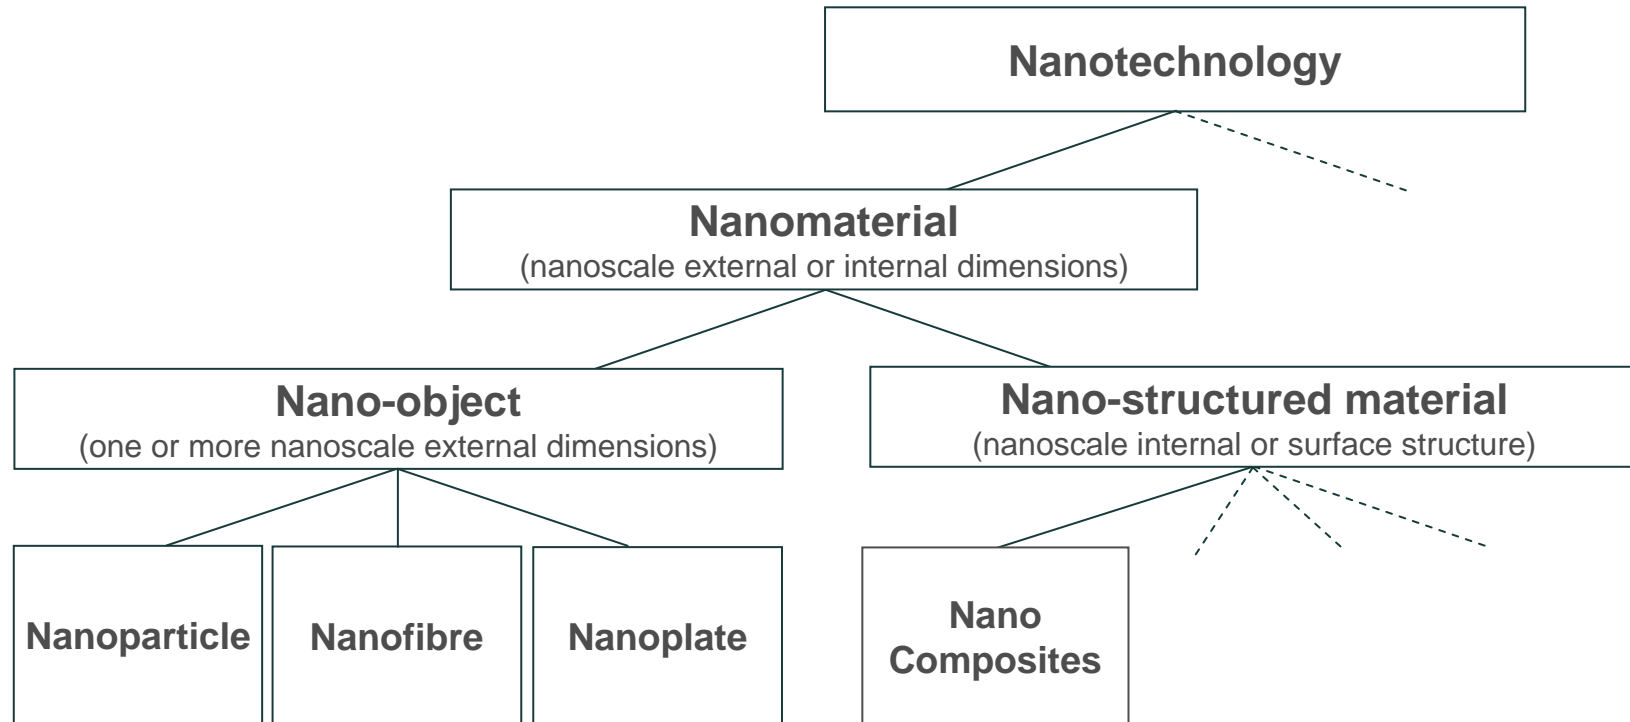 Nanotechnology
Nanomaterial
(nanoscale external or internal dimensions)
Nano-object
(one or more nanoscale external dimensions)
Nano-structured material
(nanoscale internal or surface structure)
Nanoparticle
Nanofibre
Nanoplate
Nano
Composites